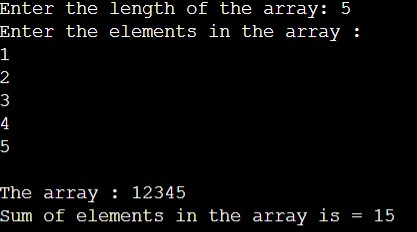 Enter the length of the array: 5
Enter the elements in the array :
1
2
3
4
5
The array : 12345
Sum of elements in the array is = 15